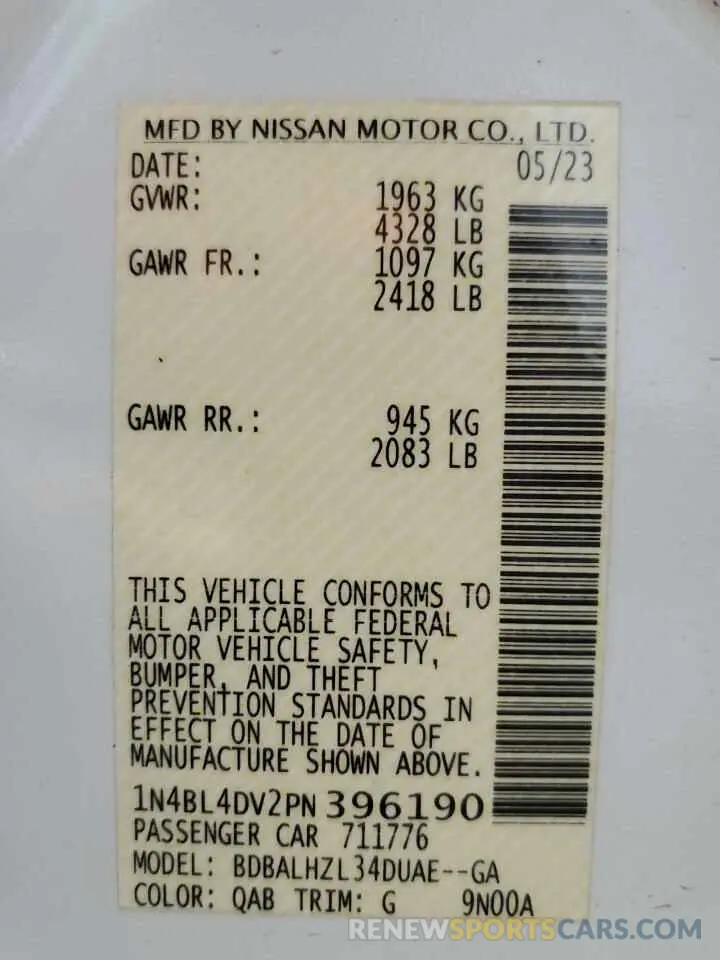 MFD BY NISSAN MOTOR CO., LTD.
DATE: 05/23
GVWR: 1963 KG
4328 LB
GAWR FR.: 1097 KG
2418 LB
GAWR RR.: 945 KG
2083 LB
THIS VEHICLE CONFORMS TO
ALL APPLICABLE FEDERAL
MOTOR VEHICLE SAFETY,
BUMPER, AND THEFT
PREVENTION STANDARDS IN
EFFECT ON THE DATE OF
MANUFACTURE SHOWN ABOVE.
1N4BL4DV2PN 396190
PASSENGER CAR 711776
MODEL: BDBALHZL34DUAE--GA
COLOR: QAB TRIM: G 9N00A
RENEWSPORTSCARS.COM